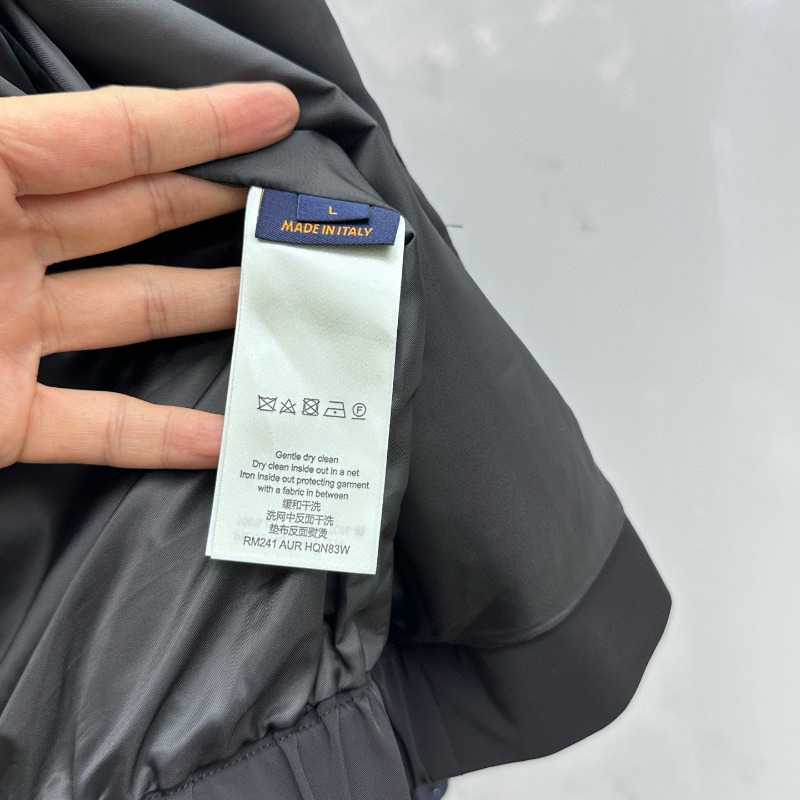 L
MADE IN ITALY
F
Gentle dry clean
Dry clean inside out in a net
Iron inside out protecting garment
with a fabric in between
缓和干洗
洗网中反面干洗
垫布反面熨烫
RM241 AUR HQN83W